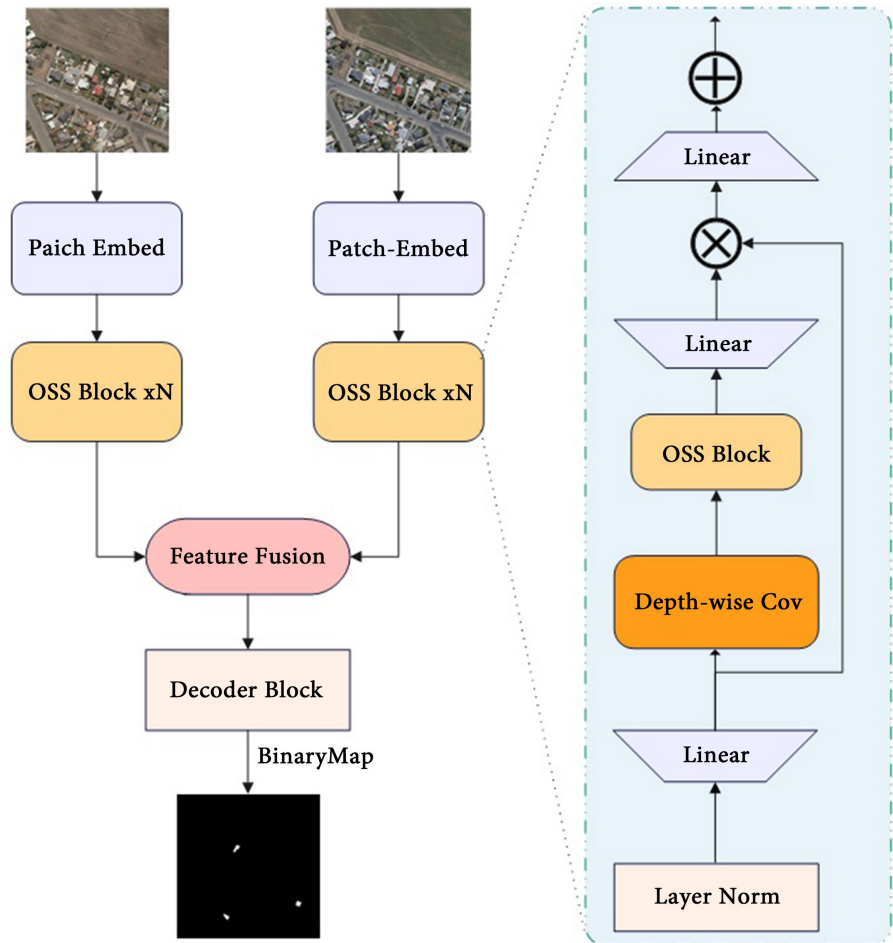 Paich Embed
Patch-Embed
OSS Block xN
OSS Block xN
Feature Fusion
Decoder Block
BinaryMap
Linear
Linear
OSS Block
Depth-wise Cov
Linear
Layer Norm